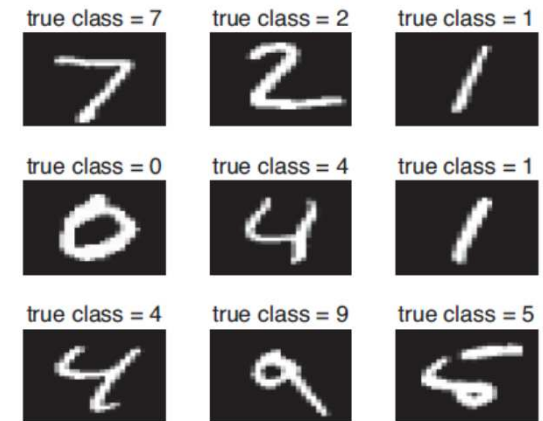 true class = 7 true class = 2 true class = 1
7 2 1
true class = 0 true class = 4 true class = 1
0 4 1
true class = 4 true class = 9 true class = 5
4 9 5